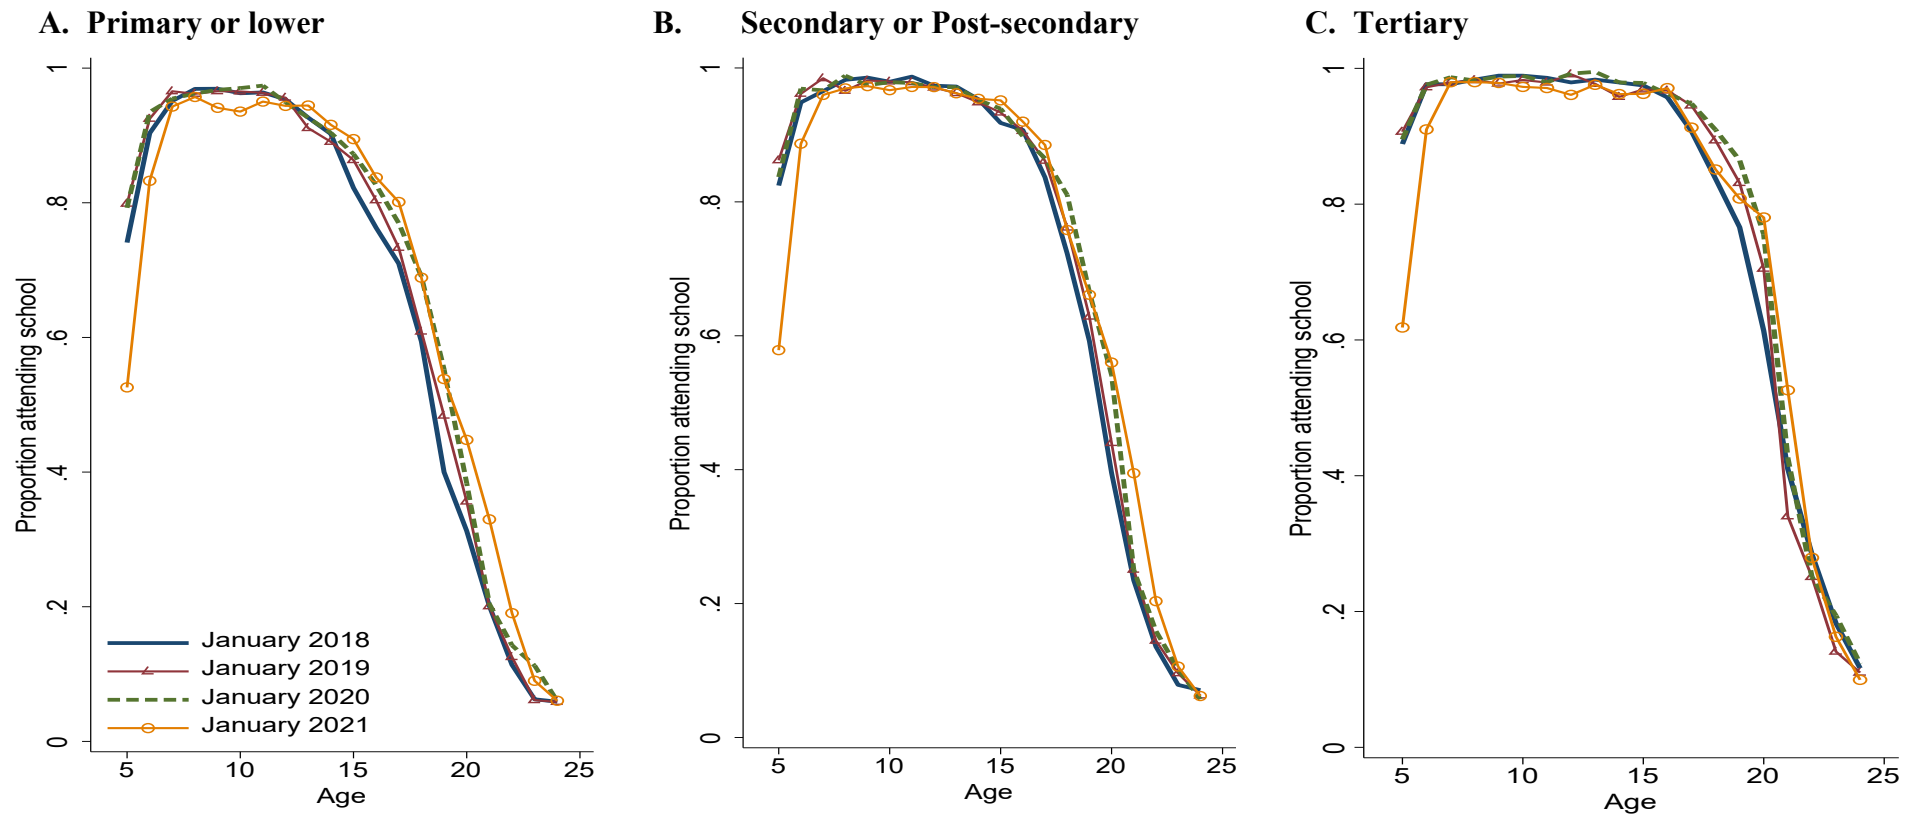 A. Primary or lower
B. Secondary or Post-secondary
C. Tertiary
Proportion attending school
1
.8
.6
.4
.2
0
January 2018
January 2019
January 2020
January 2021
5 10 15 20 25
Age
Proportion attending school
1
.8
.6
.4
.2
0
5 10 15 20 25
Age
Proportion attending school
1
.8
.6
.4
.2
0
5 10 15 20 25
Age